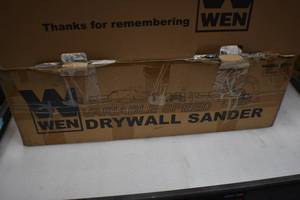 Thanks for remembering
WEN
WEN DRYWALL SANDER